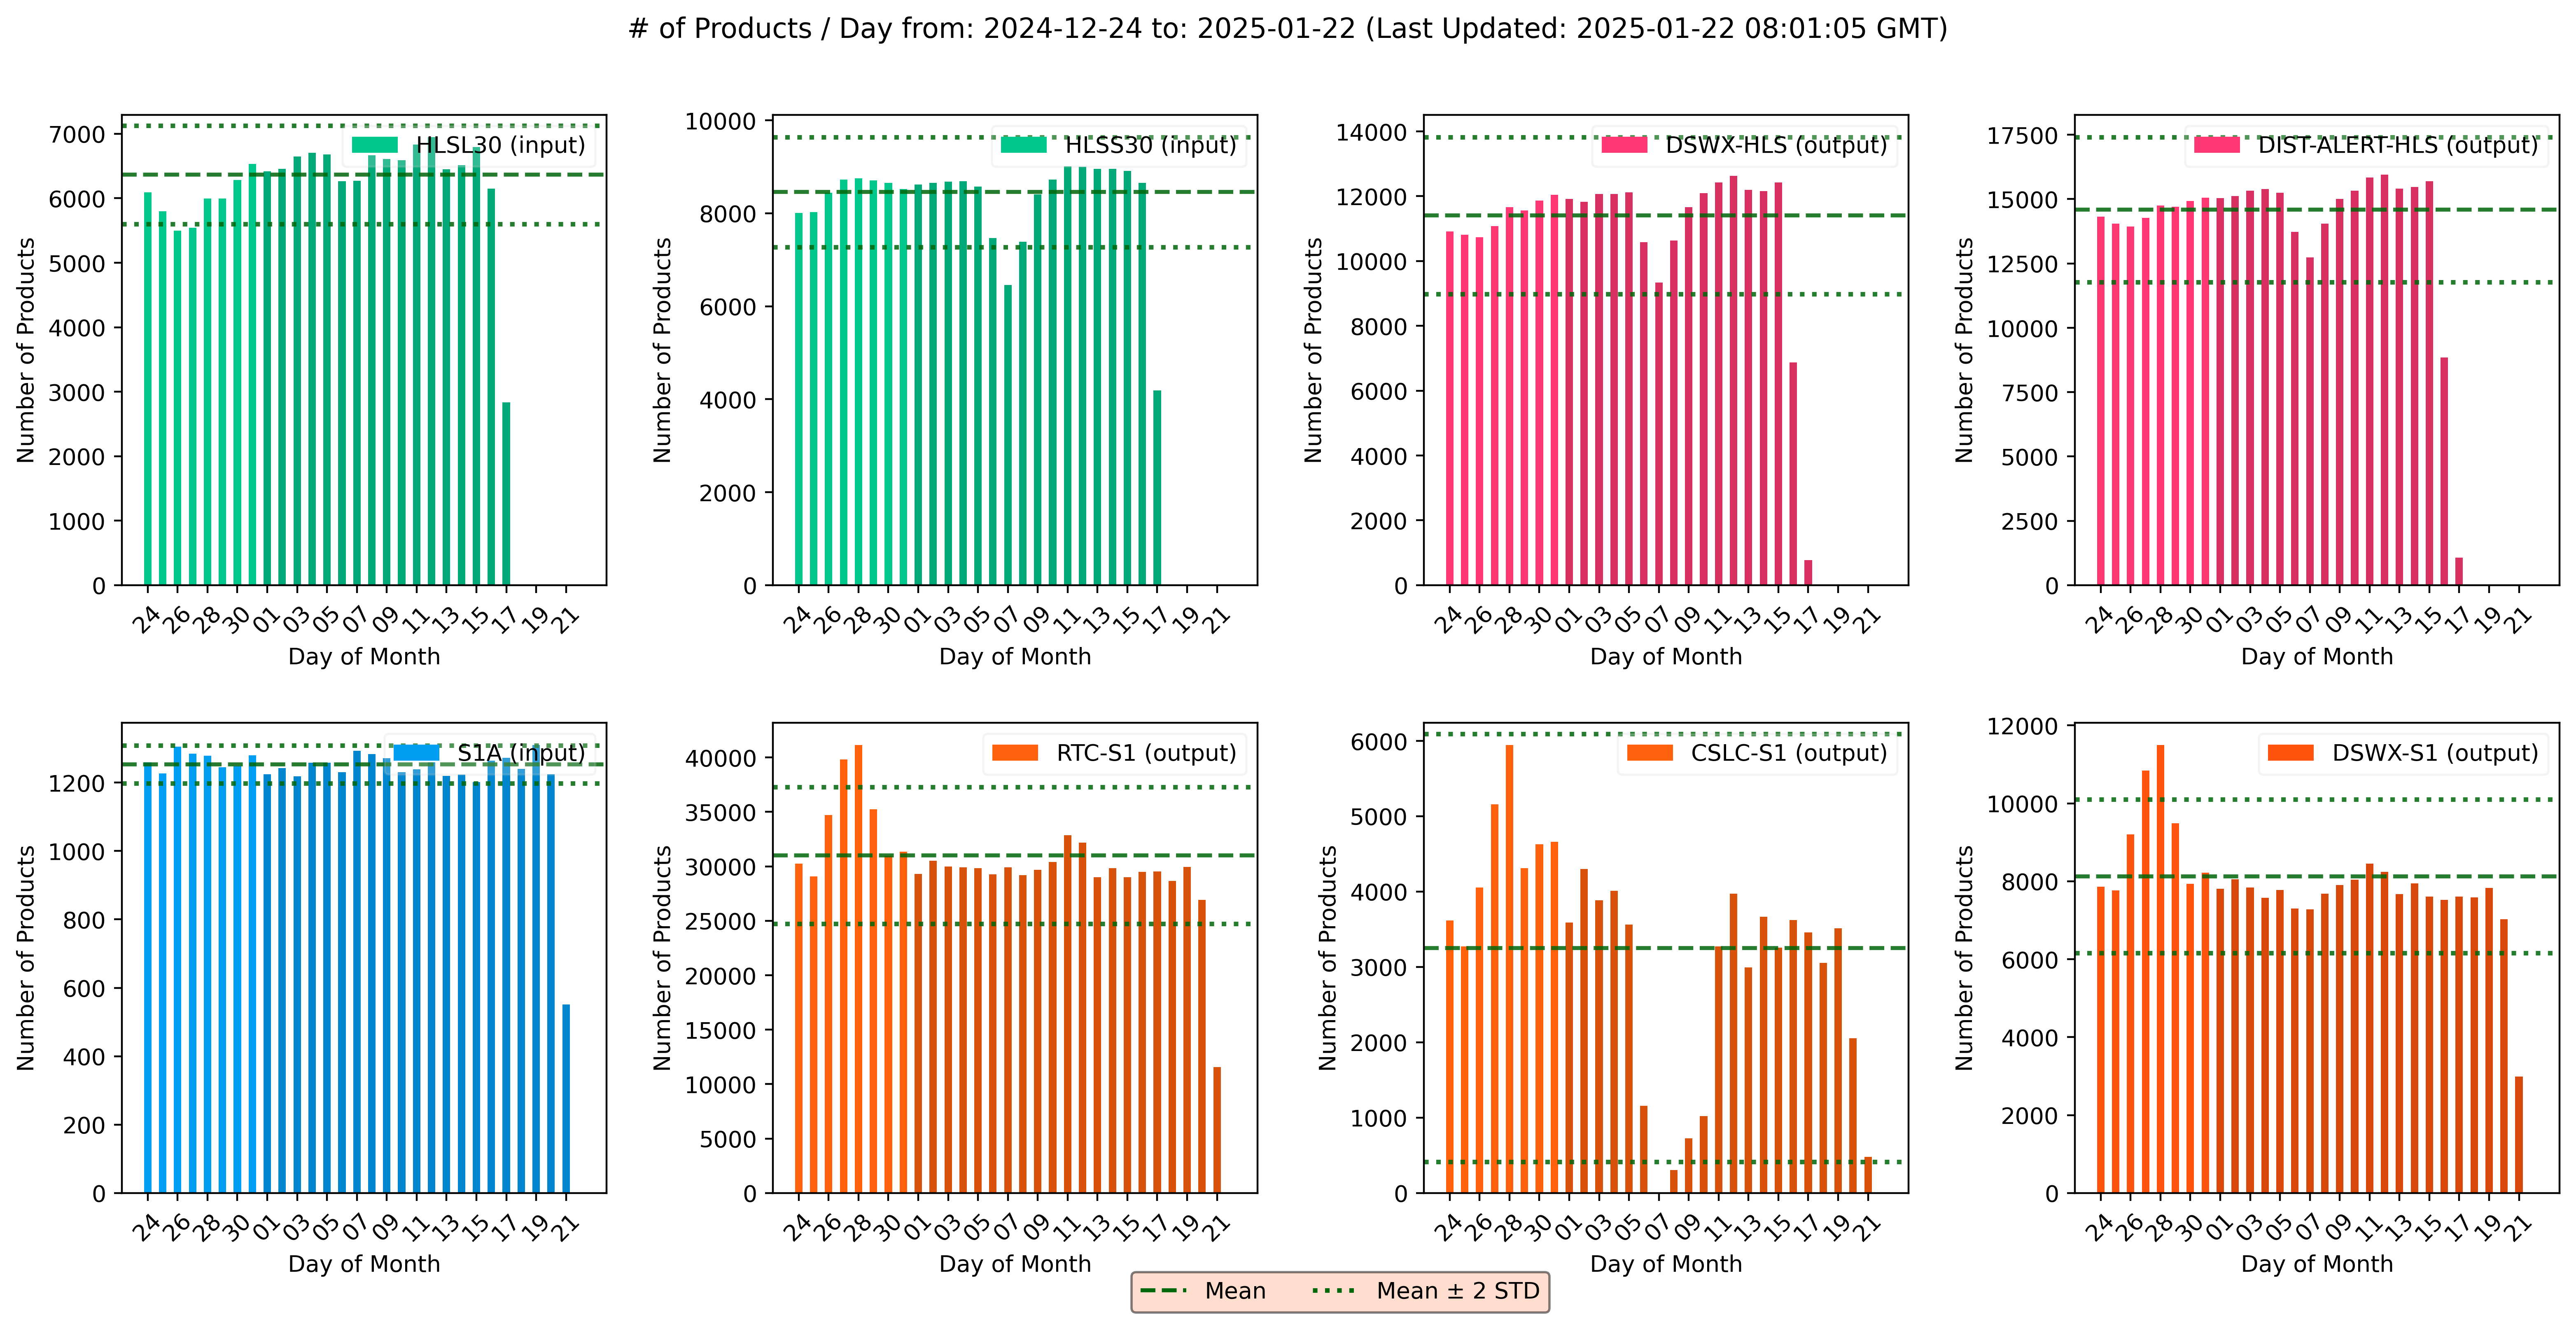 # of Products / Day from: 2024-12-24 to: 2025-01-22 (Last Updated: 2025-01-22 08:01:05 GMT)
HLSL30 (input)
Number of Products
7000
6000
5000
4000
3000
2000
1000
0
24 26 28 30 01 03 05 07 09 11 13 15 17 19 21
Day of Month
HLSS30 (input)
Number of Products
10000
8000
6000
4000
2000
0
24 26 28 30 01 03 05 07 09 11 13 15 17 19 21
Day of Month
DSWX-HLS (output)
Number of Products
14000
12000
10000
8000
6000
4000
2000
0
24 26 28 30 01 03 05 07 09 11 13 15 17 19 21
Day of Month
DIST-ALERT-HLS (output)
Number of Products
17500
15000
12500
10000
7500
5000
2500
0
24 26 28 30 01 03 05 07 09 11 13 15 17 19 21
Day of Month
S1A (input)
Number of Products
1200
1000
800
600
400
200
0
24 26 28 30 01 03 05 07 09 11 13 15 17 19 21
Day of Month
RTC-S1 (output)
Number of Products
40000
35000
30000
25000
20000
15000
10000
5000
0
24 26 28 30 01 03 05 07 09 11 13 15 17 19 21
Day of Month
CSLC-S1 (output)
Number of Products
6000
5000
4000
3000
2000
1000
0
24 26 28 30 01 03 05 07 09 11 13 15 17 19 21
Day of Month
DSWX-S1 (output)
Number of Products
12000
10000
8000
6000
4000
2000
0
24 26 28 30 01 03 05 07 09 11 13 15 17 19 21
Day of Month
Mean
Mean ± 2 STD